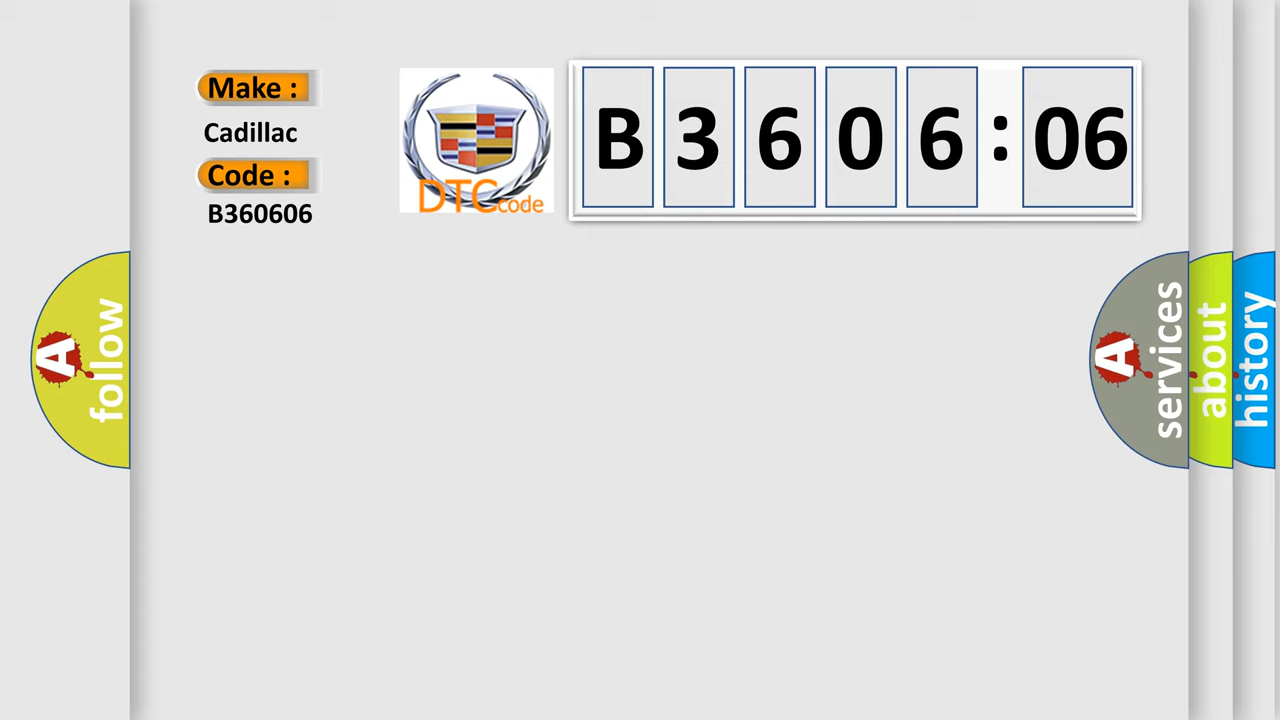 Make :
Cadillac
Code :
B360606
DTCcode
B 3 6 0 6 : 06
A follow
A services
about
history